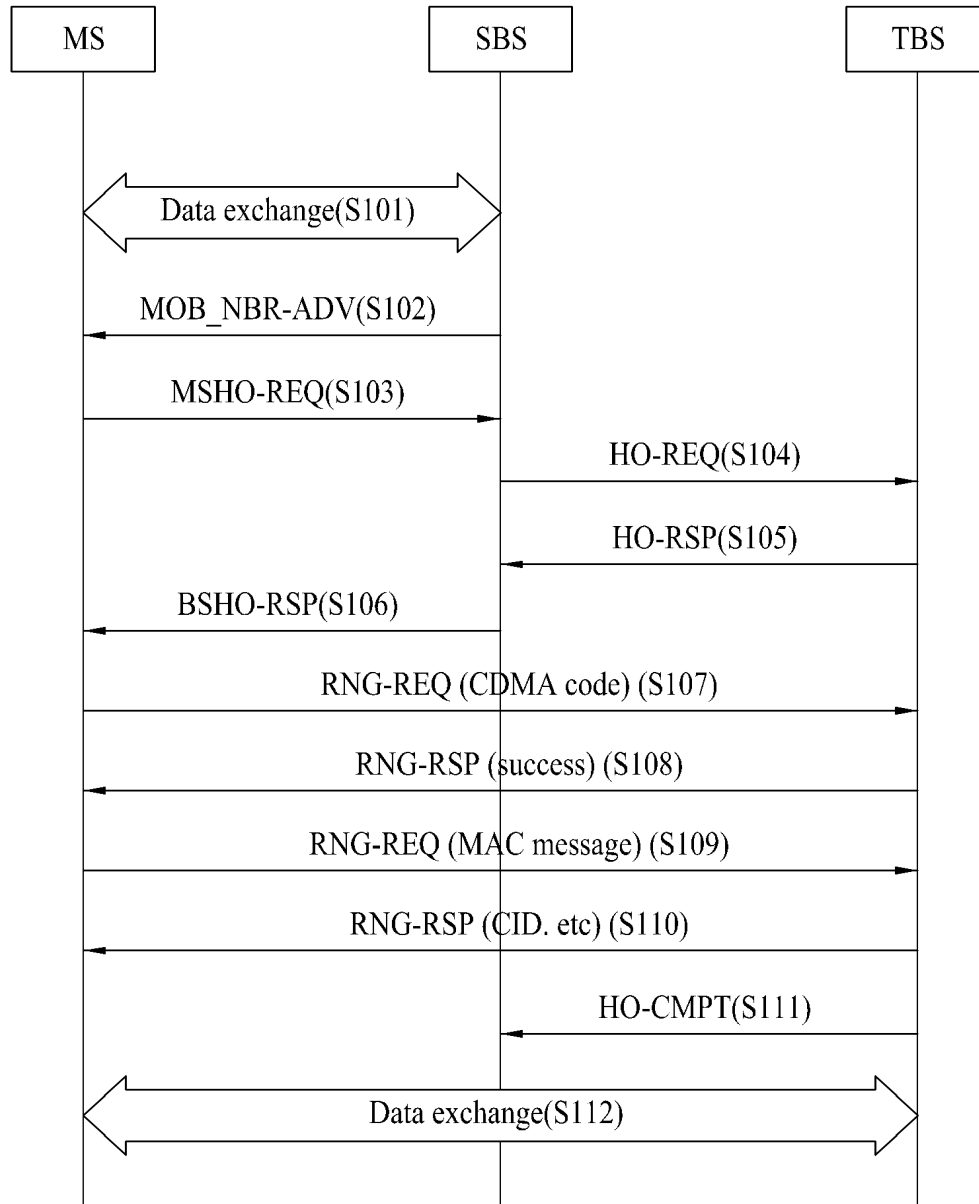 MS
SBS
TBS
Data exchange(S101)
MOB_NBR-ADV(S102)
MSHO-REQ(S103)
HO-REQ(S104)
HO-RSP(S105)
BSHO-RSP(S106)
RNG-REQ (CDMA code) (S107)
RNG-RSP (success) (S108)
RNG-REQ (MAC message) (S109)
RNG-RSP (CID. etc) (S110)
HO-CMPT(S111)
Data exchange(S112)